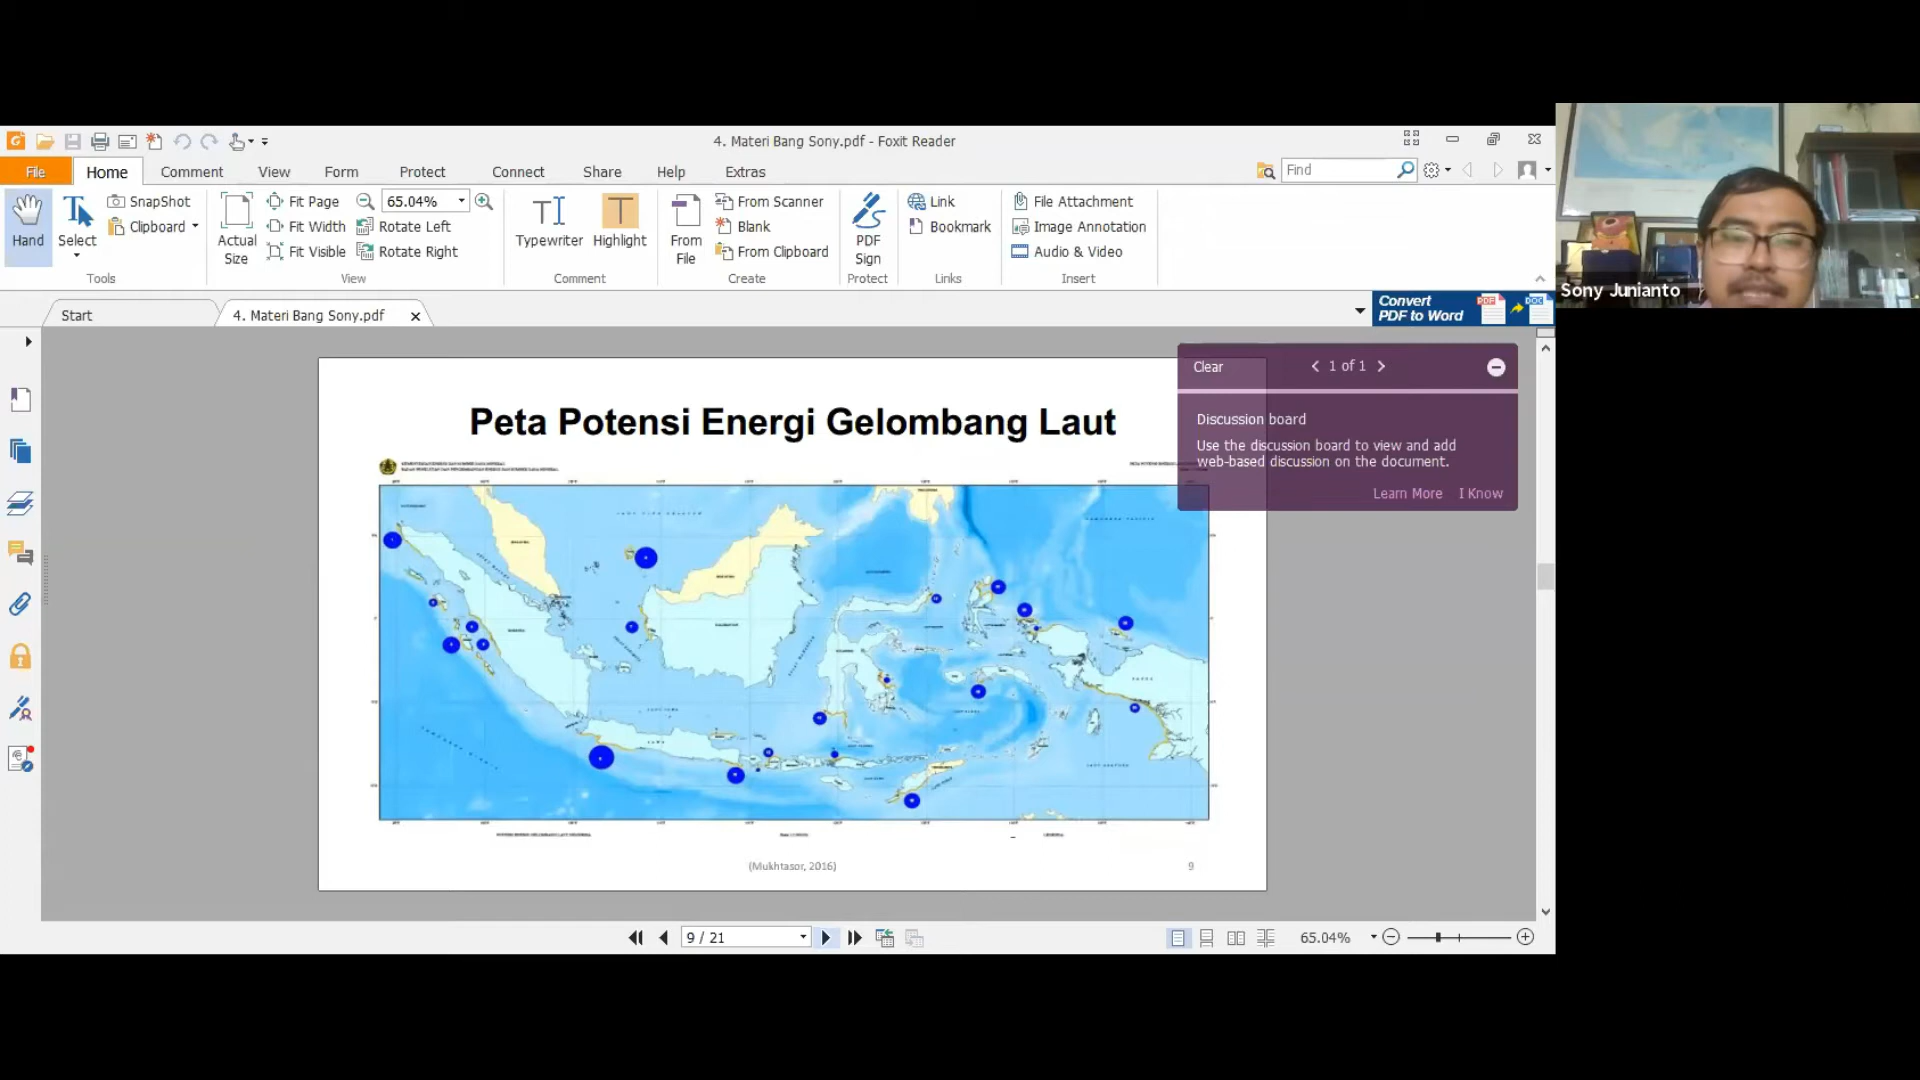 4. Materi Bang Sony.pdf - Foxit Reader
File Home Comment View Form Protect Connect Share Help Extras
Find
Hand
Select
SnapShot
Clipboard
Tools
Actual Size
Fit Page
Fit Width
Fit Visible
65.04%
Rotate Left
Rotate Right
View
Typewriter
Highlight
Comment
From File
From Scanner
Blank
From Clipboard
Create
PDF Sign
Protect
Link
Bookmark
Links
File Attachment
Image Annotation
Audio & Video
Insert
Start
4. Materi Bang Sony.pdf
Convert
PDF to Word
PDF
DOC
Sony Junianto
Clear
1 of 1
Discussion board
Use the discussion board to view and add
web-based discussion on the document.
Learn More I Know
Peta Potensi Energi Gelombang Laut
(Mukhtasor, 2016)
9
9 / 21
65.04%